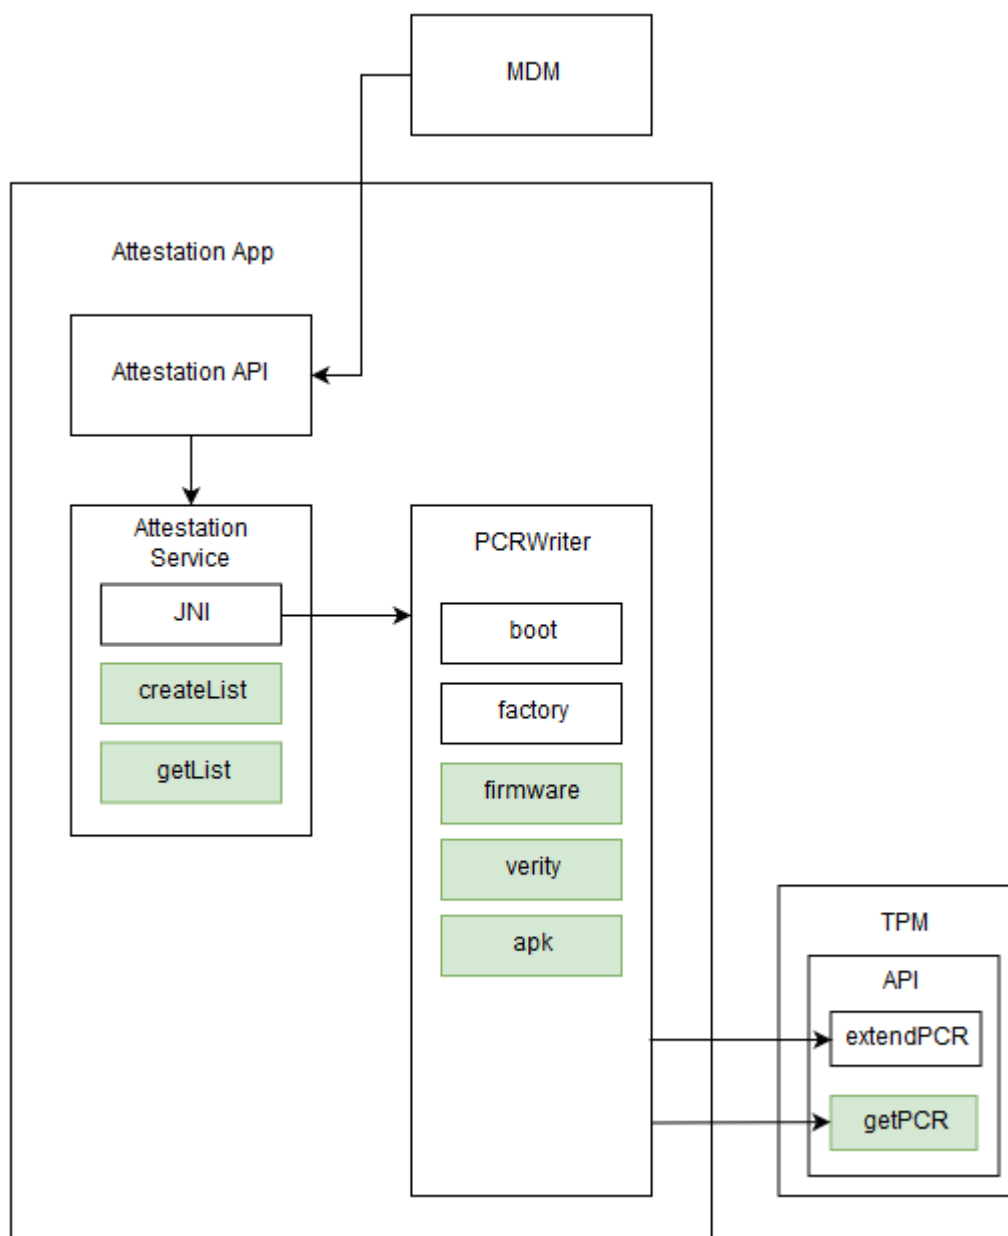 MDM
Attestation App
Attestation API
Attestation
Service
JNI
createList
getList
PCRWriter
boot
factory
firmware
verity
apk
TPM
API
extendPCR
getPCR